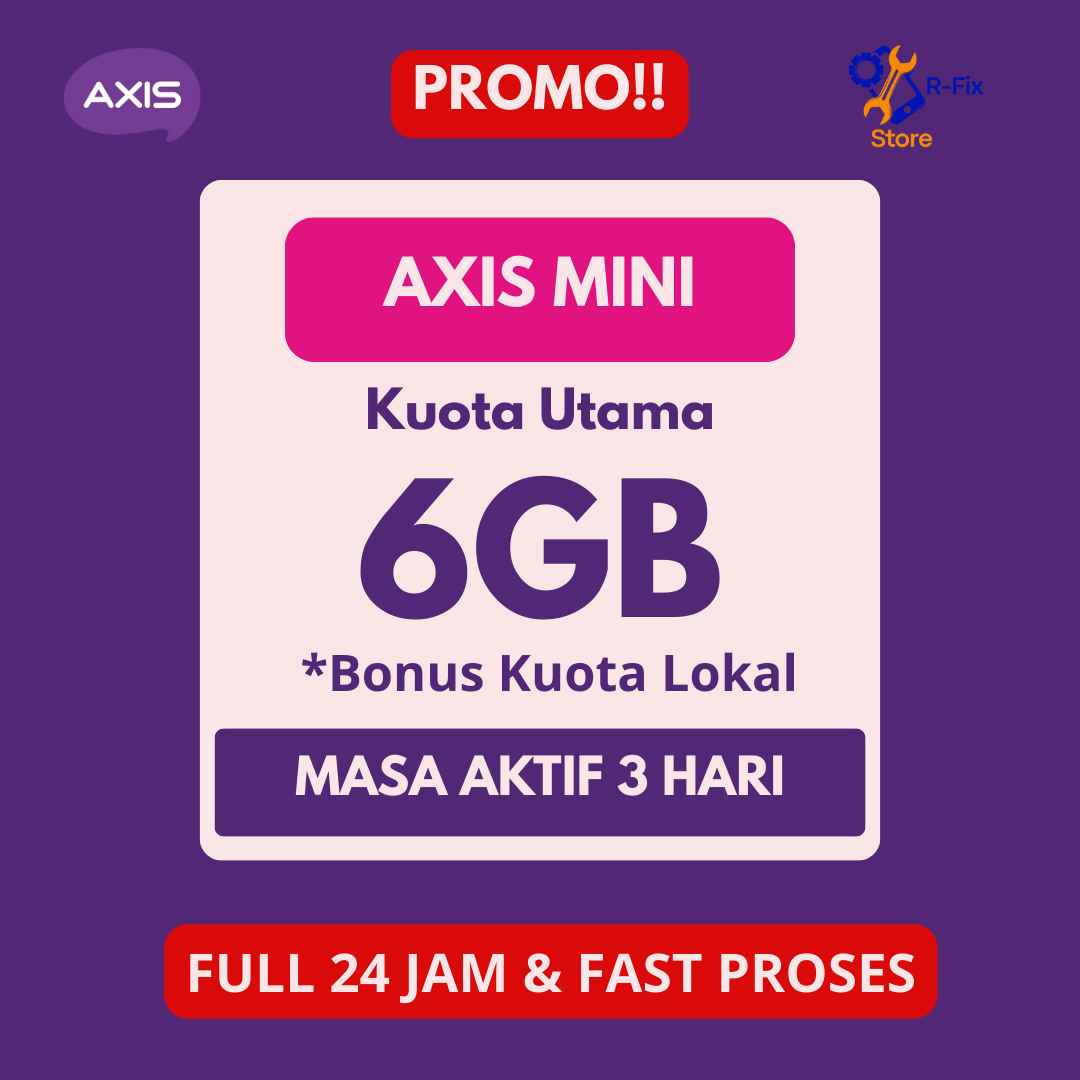 AXIS
PROMO!!
R-Fix
Store
AXIS MINI
Kuota Utama
6GB
*Bonus Kuota Lokal
MASA AKTIF 3 HARI
FULL 24 JAM & FAST PROSES